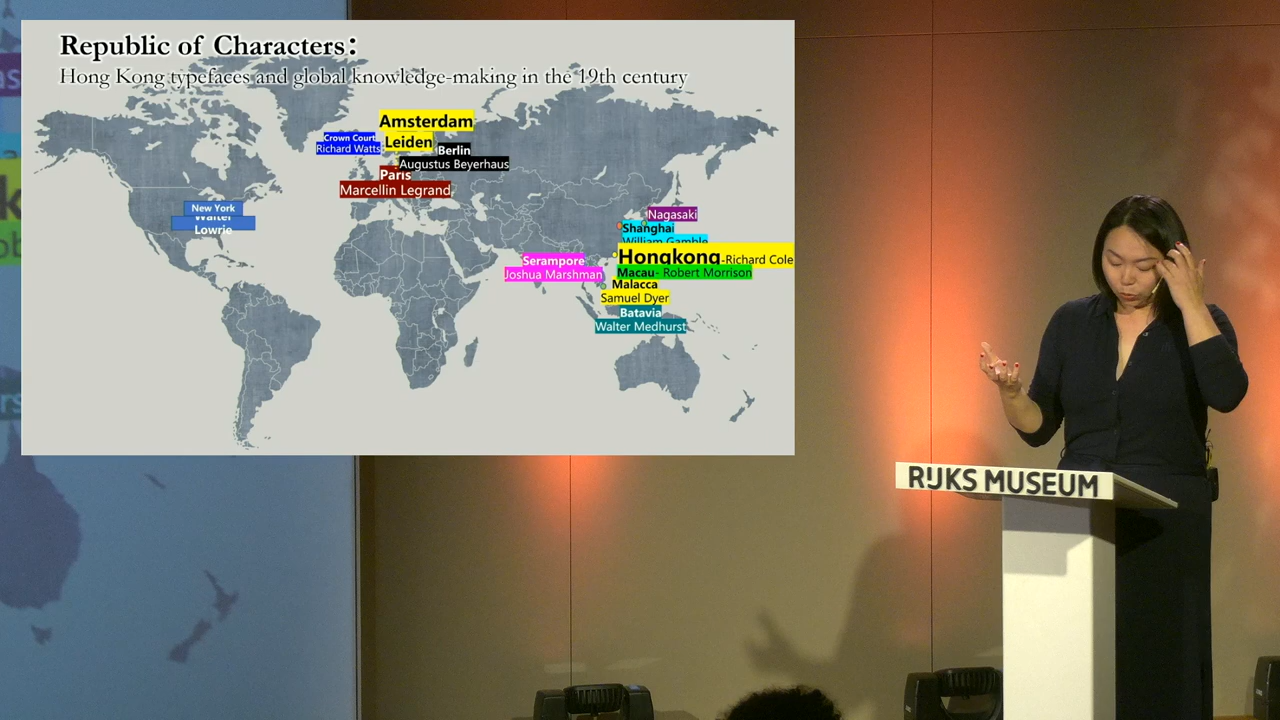 Republic of Characters:
Hong Kong typefaces and global knowledge-making in the 19th century
Amsterdam
Crown Court
Leiden
Richard Watts
Berlin
Augustus Beyerhaus
Paris
Marcellin Legrand
New York
Walter
Lowrie
Nagasaki
Shanghai
William Gamble
Hongkong-Richard Cole
Serampore
Joshua Marshman
Macau- Robert Morrison
Malacca
Samuel Dyer
Batavia
Walter Medhurst
RIJKS MUSEUM